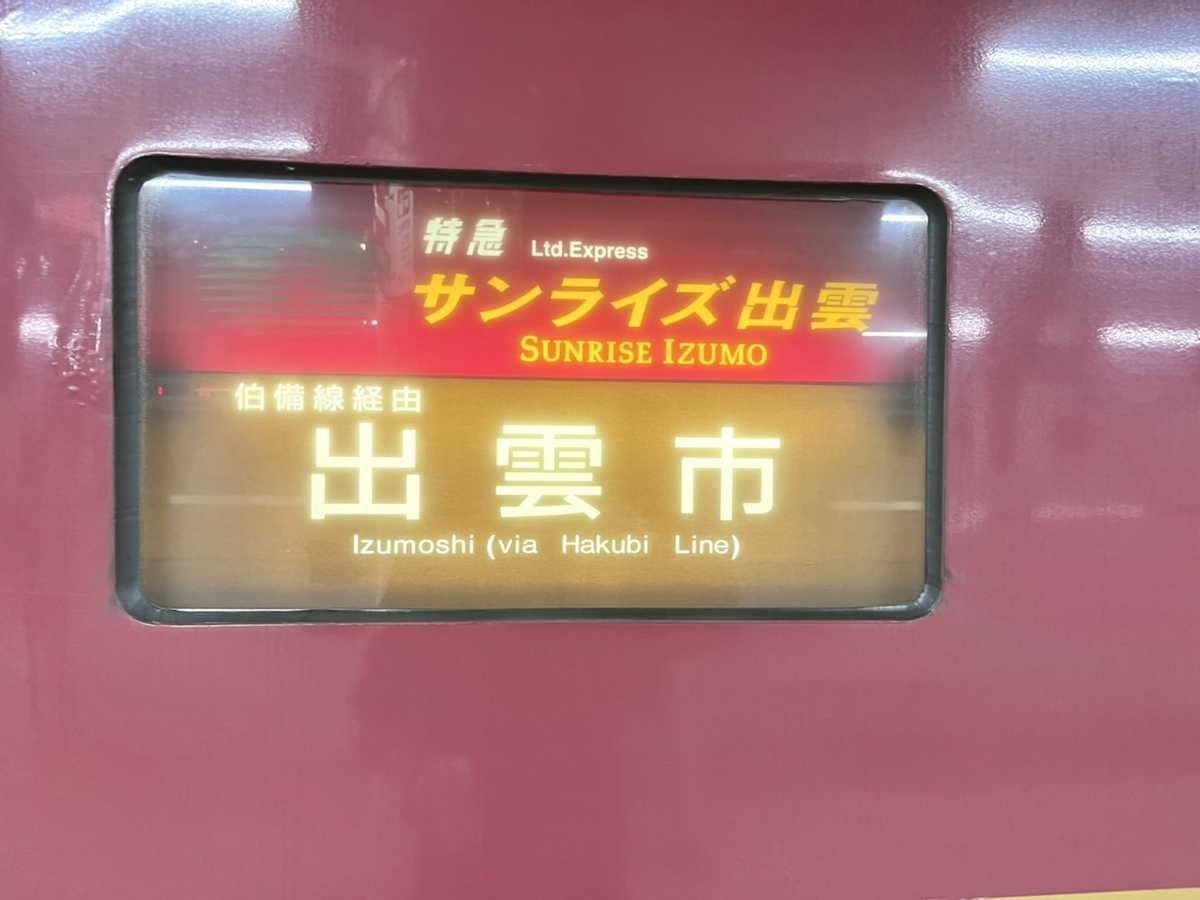 特急 Ltd.Express
サンライズ出雲
SUNRISE IZUMO
伯備線経由
出雲市
Izumoshi (via Hakubi Line)